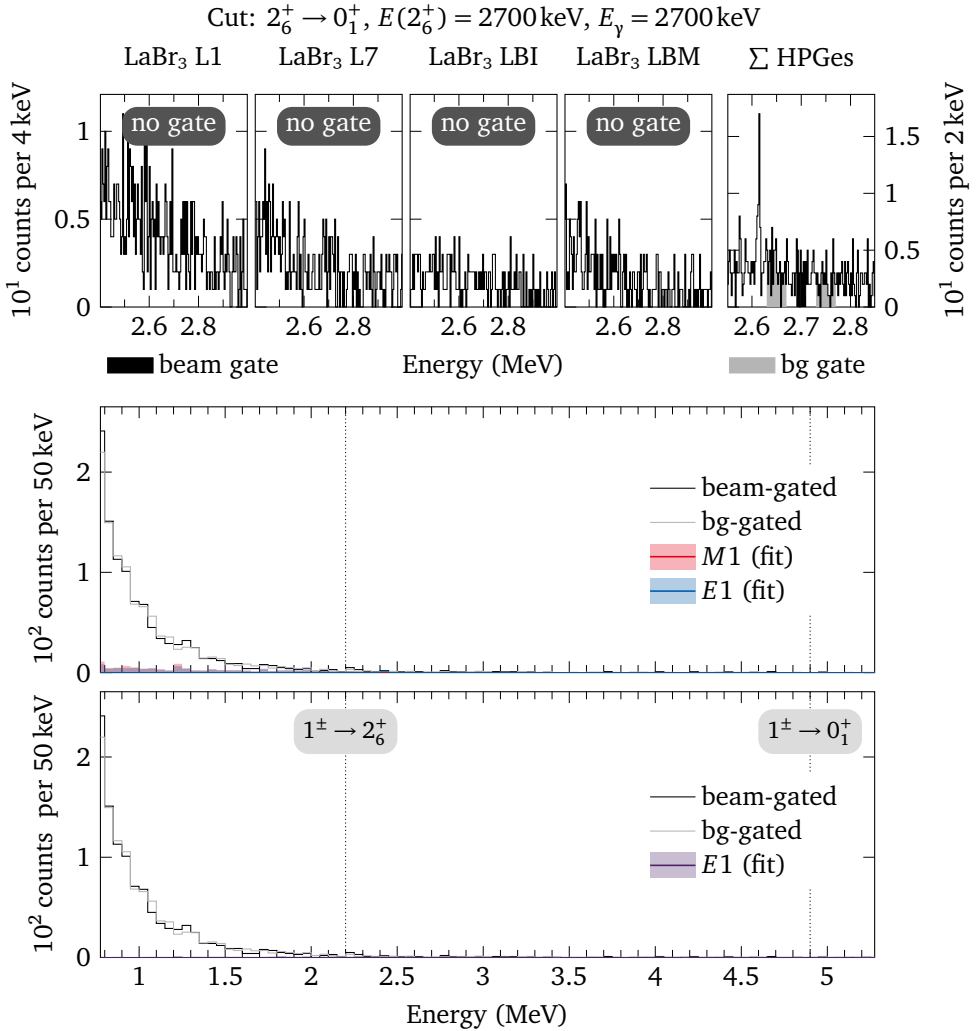 Cut: 2₆⁺ → 0₁⁺, E(2₆⁺) = 2700 keV, Eᵧ = 2700 keV
LaBr₃ L1 LaBr₃ L7 LaBr₃ LBI LaBr₃ LBM ∑ HPGes
10¹ counts per 4 keV
no gate no gate no gate no gate
1
0.5
0
1.5
1
0.5
0
10¹ counts per 2 keV
2.6 2.8 2.6 2.8 2.6 2.8 2.6 2.8 2.6 2.7 2.8
beam gate Energy (MeV) bg gate
10² counts per 50 keV
2
1
0
beam-gated
bg-gated
M1 (fit)
E1 (fit)
10² counts per 50 keV
2
1
0
1± → 2₆⁺ 1± → 0₁⁺
beam-gated
bg-gated
E1 (fit)
1 1.5 2 2.5 3 3.5 4 4.5 5
Energy (MeV)